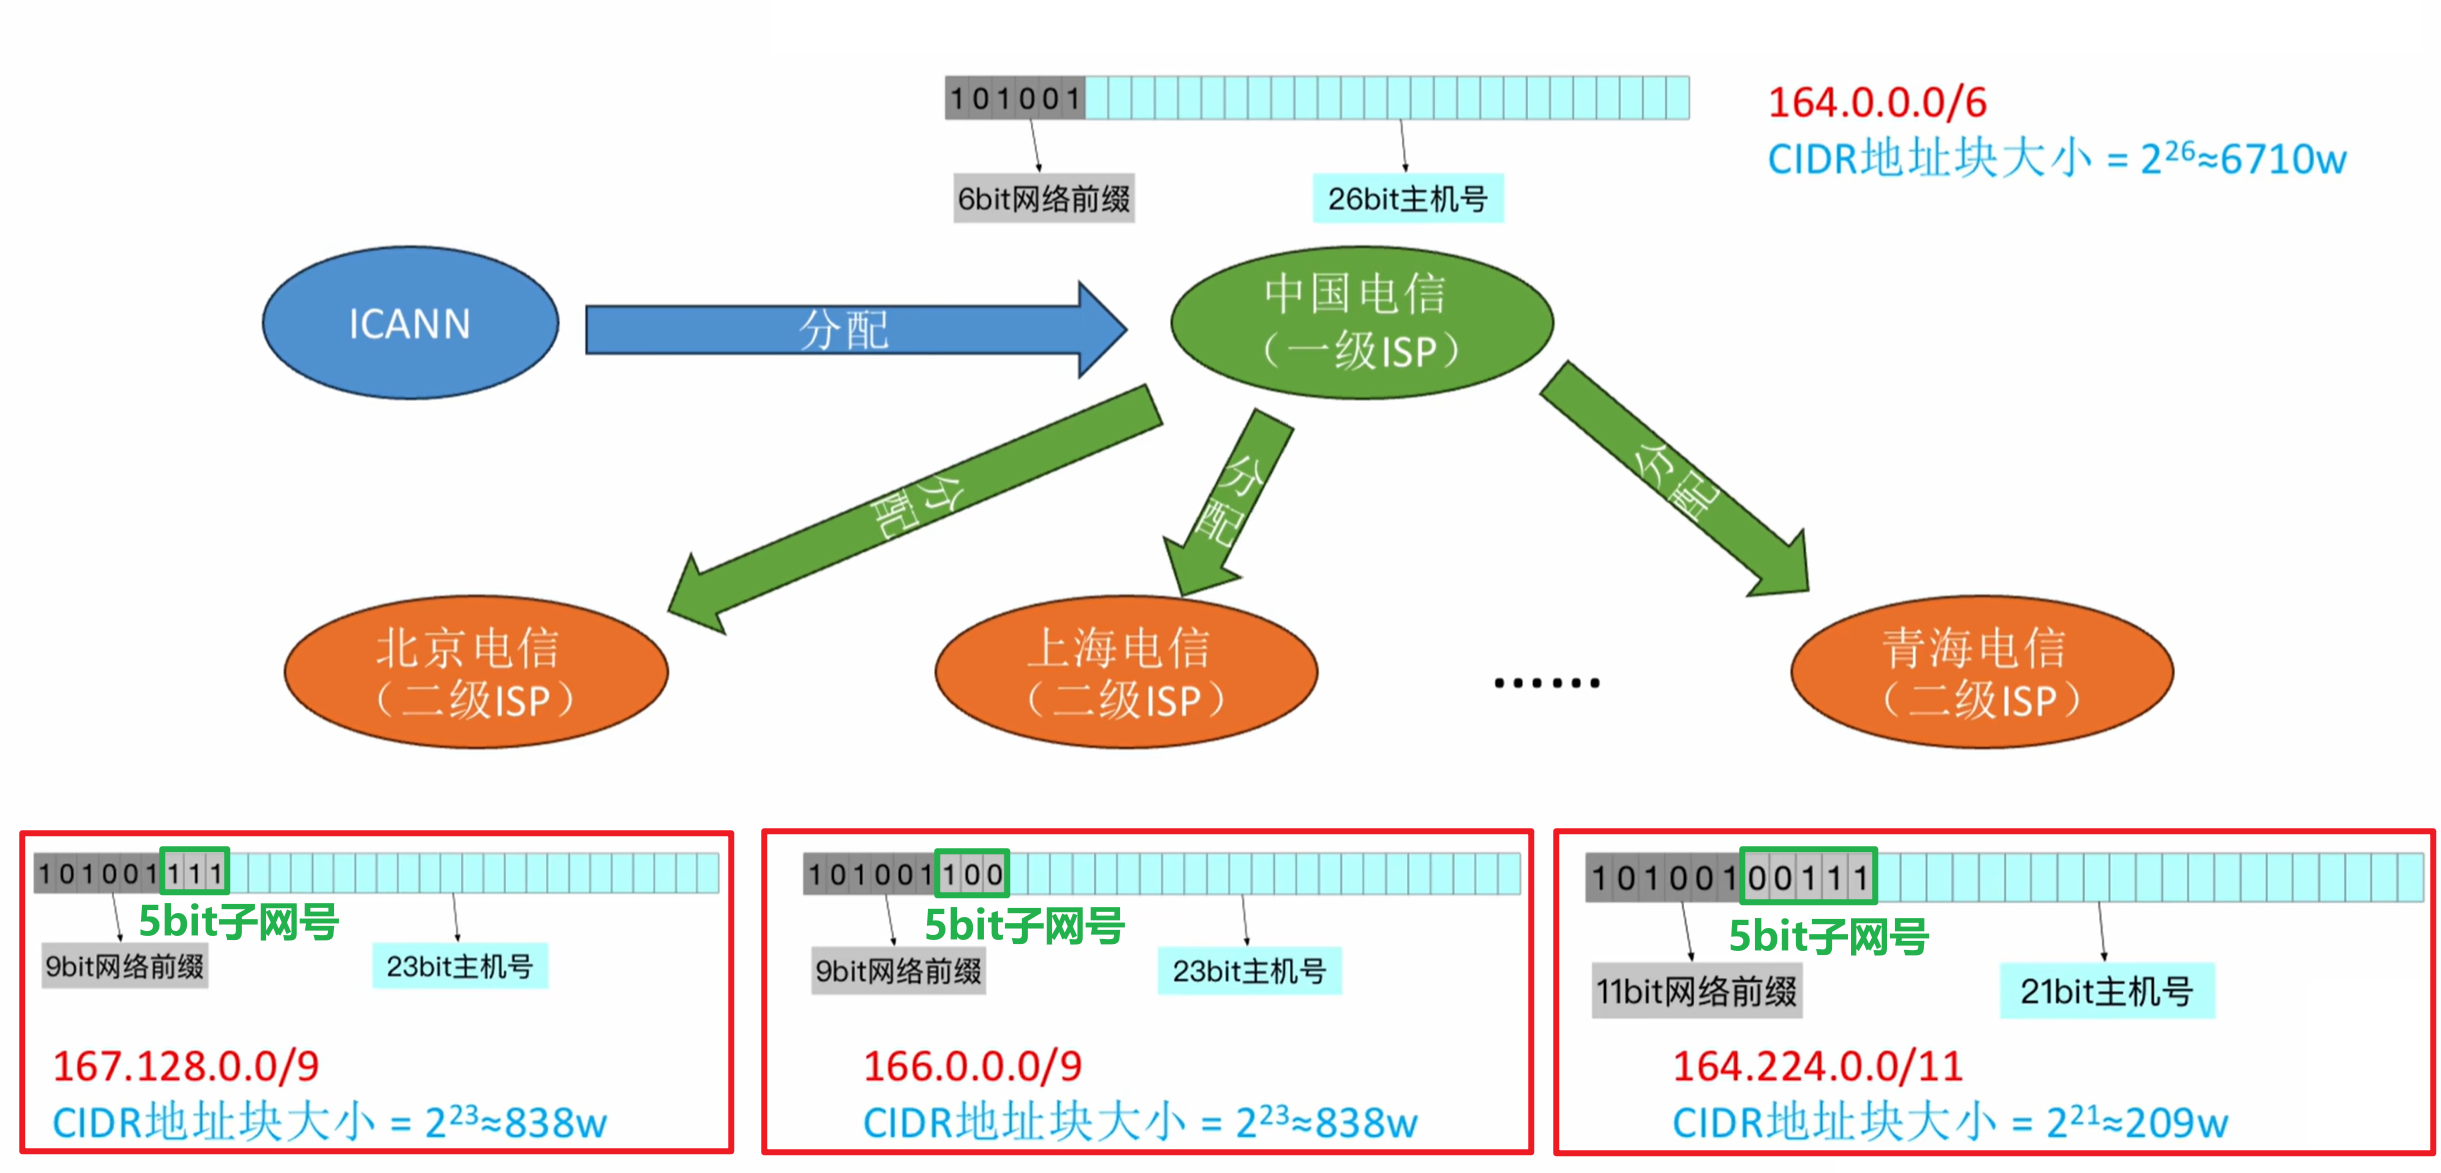 101001
164.0.0.0/6
CIDR地址块大小 = 2²⁶≈6710w
6bit网络前缀
26bit主机号
ICANN
分配
中国电信
（一级ISP）
分配
分配
分配
北京电信
（二级ISP）
上海电信
（二级ISP）
......
青海电信
（二级ISP）
101001111
5bit子网号
9bit网络前缀
23bit主机号
167.128.0.0/9
CIDR地址块大小 = 2²³≈838w
101001100
5bit子网号
9bit网络前缀
23bit主机号
166.0.0.0/9
CIDR地址块大小 = 2²³≈838w
10100100111
5bit子网号
11bit网络前缀
21bit主机号
164.224.0.0/11
CIDR地址块大小 = 2²¹≈209w